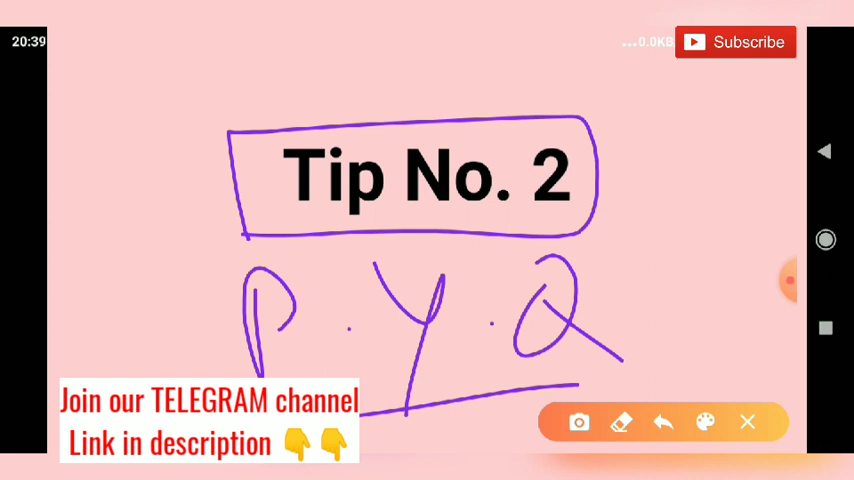 20:39
...0.0KB
Subscribe
Tip No. 2
P.Y.Q
Join our TELEGRAM channel
Link in description 👇👇